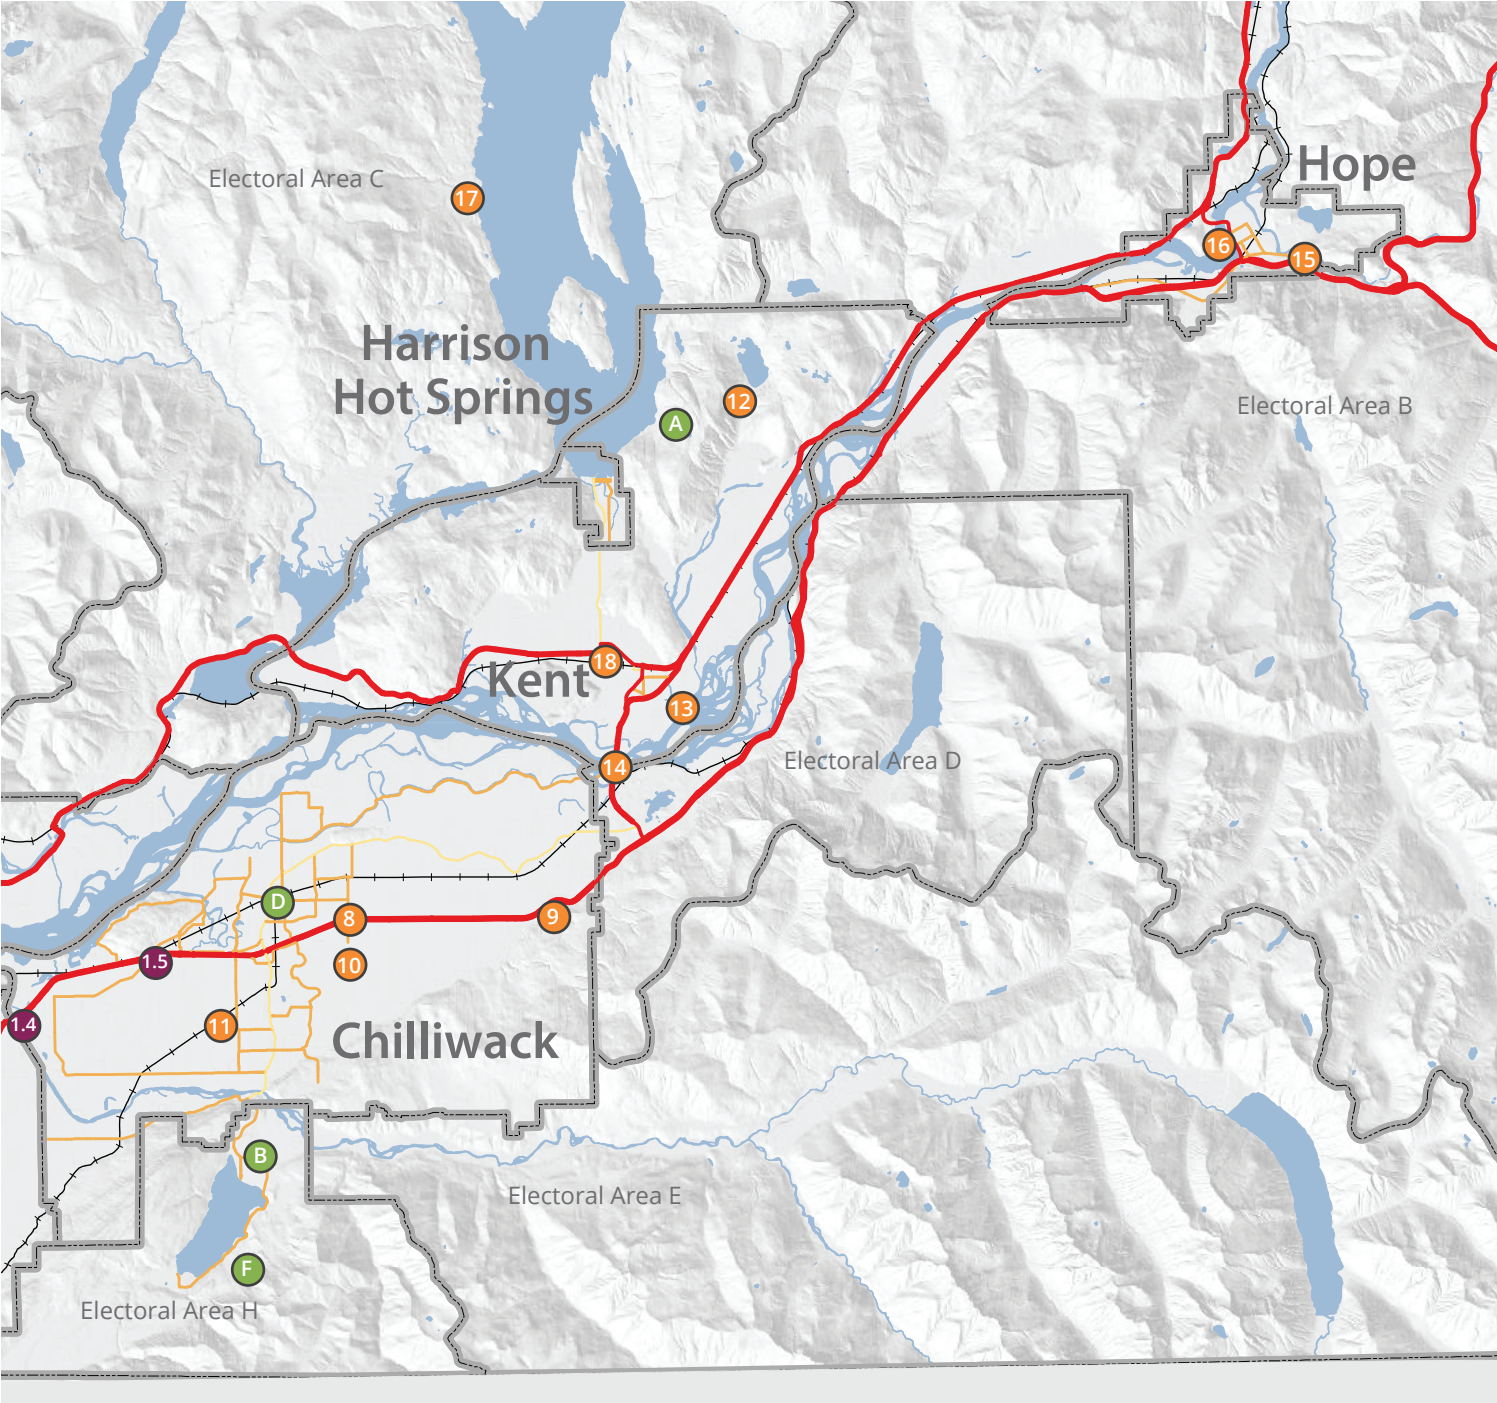 Hope
Electoral Area C
17
16
15
Harrison
Hot Springs
12
A
Electoral Area B
18
Kent
13
14
Electoral Area D
D
8
9
1.5
10
1.4
11
Chilliwack
B
Electoral Area E
F
Electoral Area H